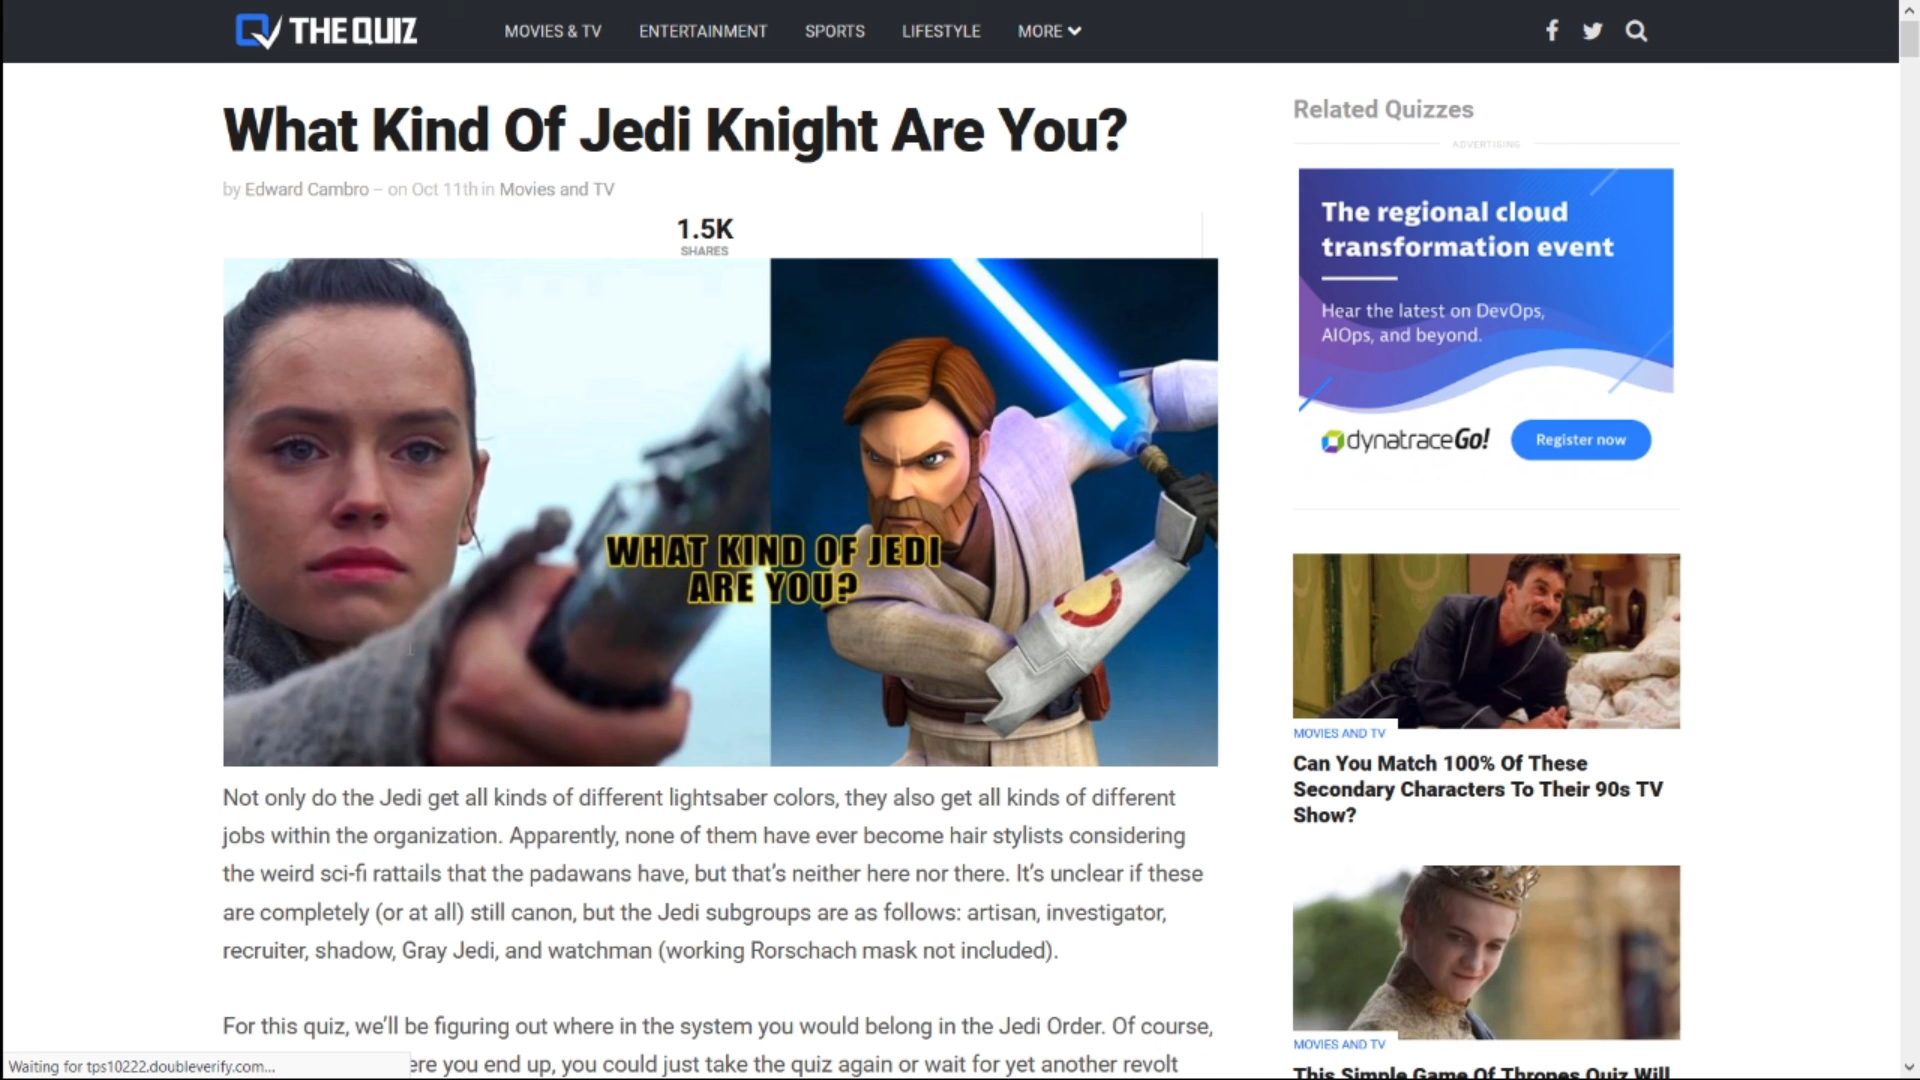 THE QUIZ
MOVIES & TV
ENTERTAINMENT
SPORTS
LIFESTYLE
MORE
What Kind Of Jedi Knight Are You?
by Edward Cambro – on Oct 11th in Movies and TV
1.5K
SHARES
WHAT KIND OF JEDI
ARE YOU?
Not only do the Jedi get all kinds of different lightsaber colors, they also get all kinds of different
jobs within the organization. Apparently, none of them have ever become hair stylists considering
the weird sci-fi rattails that the padawans have, but that's neither here nor there. It's unclear if these
are completely (or at all) still canon, but the Jedi subgroups are as follows: artisan, investigator,
recruiter, shadow, Gray Jedi, and watchman (working Rorschach mask not included).
For this quiz, we'll be figuring out where in the system you would belong in the Jedi Order. Of course,
ere you end up, you could just take the quiz again or wait for yet another revolt
Waiting for tps10222.doubleverify.com...
Related Quizzes
ADVERTISING
The regional cloud
transformation event
Hear the latest on DevOps,
AIOps, and beyond.
dynatrace Go!
Register now
MOVIES AND TV
Can You Match 100% Of These
Secondary Characters To Their 90s TV
Show?
MOVIES AND TV
This Simple Game Of Thrones Quiz Will